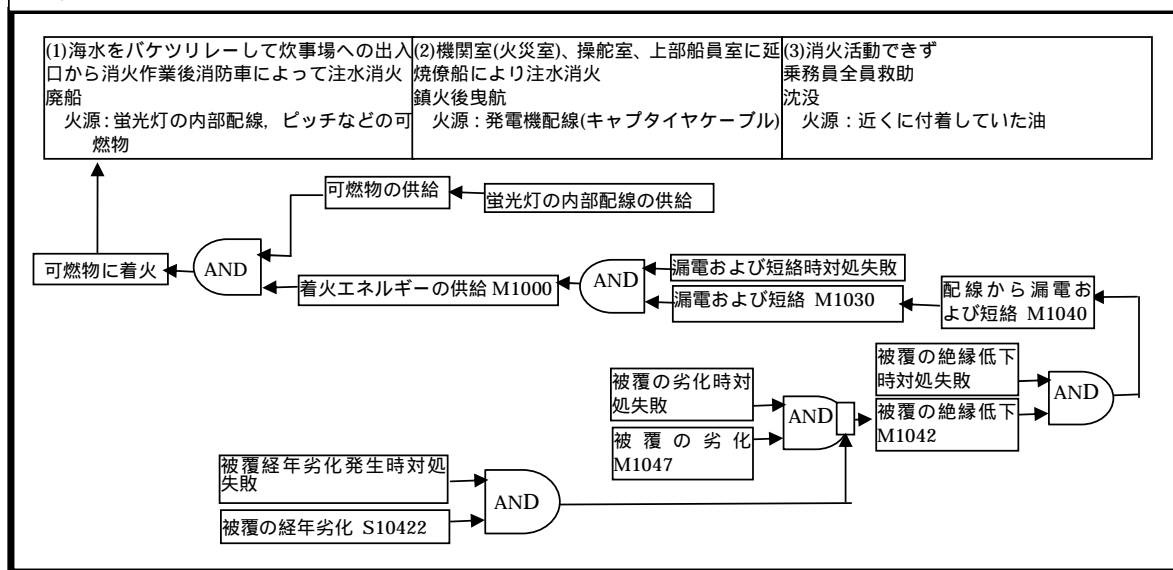 (1)海水をバケツリレーして炊事場への出入
口から消火作業後消防車によって注水消火
廃船
火源:蛍光灯の内部配線, ピッチなどの可
燃物
(2)機関室(火災室)、操舵室、上部船員室に延
焼僚船により注水消火
鎮火後曳航
火源：発電機配線(キャプタイヤケーブル)
(3)消火活動できず
乗務員全員救助
沈没
火源：近くに付着していた油
可燃物の供給
蛍光灯の内部配線の供給
可燃物に着火
AND
着火エネルギーの供給 M1000
AND
漏電および短絡時対処失敗
漏電および短絡 M1030
配線から漏電お
よび短絡 M1040
被覆の劣化時対
処失敗
被覆の劣化
M1047
AND
被覆の絶縁低下
時対処失敗
被覆の絶縁低下
M1042
AND
被覆経年劣化発生時対処
失敗
被覆の経年劣化 S10422
AND